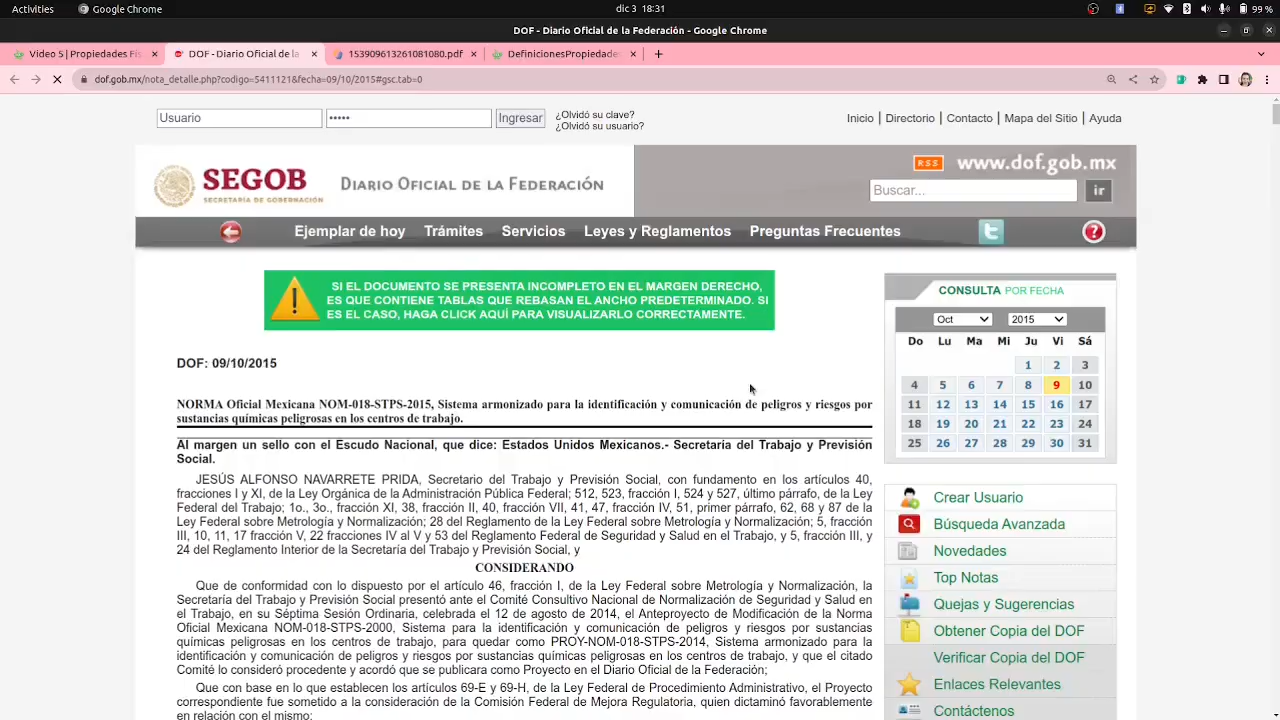 Activities
Google Chrome
dic 3 18:31
99 %
DOF - Diario Oficial de la Federación - Google Chrome
Video 5 | Propiedades Fís
DOF - Diario Oficial de la
153909613261081080.pdf
DefinicionesPropiedades
dof.gob.mx/nota_detalle.php?codigo=5411121&fecha=09/10/2015#gsc.tab=0
Usuario
•••••
Ingresar
¿Olvidó su clave?
¿Olvidó su usuario?
Inicio | Directorio | Contacto | Mapa del Sitio | Ayuda
SEGOB
SECRETARÍA DE GOBERNACIÓN
DIARIO OFICIAL DE LA FEDERACIÓN
RSS
www.dof.gob.mx
Buscar...
ir
Ejemplar de hoy
Trámites
Servicios
Leyes y Reglamentos
Preguntas Frecuentes
SI EL DOCUMENTO SE PRESENTA INCOMPLETO EN EL MARGEN DERECHO,
ES QUE CONTIENE TABLAS QUE REBASAN EL ANCHO PREDETERMINADO. SI
ES EL CASO, HAGA CLICK AQUÍ PARA VISUALIZARLO CORRECTAMENTE.
DOF: 09/10/2015
NORMA Oficial Mexicana NOM-018-STPS-2015, Sistema armonizado para la identificación y comunicación de peligros y riesgos por
sustancias químicas peligrosas en los centros de trabajo.
Al margen un sello con el Escudo Nacional, que dice: Estados Unidos Mexicanos.- Secretaría del Trabajo y Previsión
Social.
JESÚS ALFONSO NAVARRETE PRIDA, Secretario del Trabajo y Previsión Social, con fundamento en los artículos 40,
fracciones I y XI, de la Ley Orgánica de la Administración Pública Federal; 512, 523, fracción I, 524 y 527, último párrafo, de la Ley
Federal del Trabajo; 1o., 3o., fracción XI, 38, fracción II, 40, fracción VII, 41, 47, fracción IV, 51, primer párrafo, 62, 68 y 87 de la
Ley Federal sobre Metrología y Normalización; 28 del Reglamento de la Ley Federal sobre Metrología y Normalización; 5, fracción
III, 10, 11, 17 fracción V, 22 fracciones IV al V y 53 del Reglamento Federal de Seguridad y Salud en el Trabajo, y 5, fracción III, y
24 del Reglamento Interior de la Secretaría del Trabajo y Previsión Social, y
CONSIDERANDO
Que de conformidad con lo dispuesto por el artículo 46, fracción I, de la Ley Federal sobre Metrología y Normalización, la
Secretaría del Trabajo y Previsión Social presentó ante el Comité Consultivo Nacional de Normalización de Seguridad y Salud en
el Trabajo, en su Séptima Sesión Ordinaria, celebrada el 12 de agosto de 2014, el Anteproyecto de Modificación de la Norma
Oficial Mexicana NOM-018-STPS-2000, Sistema para la identificación y comunicación de peligros y riesgos por sustancias
químicas peligrosas en los centros de trabajo, para quedar como PROY-NOM-018-STPS-2014, Sistema armonizado para la
identificación y comunicación de peligros y riesgos por sustancias químicas peligrosas en los centros de trabajo, y que el citado
Comité lo consideró procedente y acordó que se publicara como Proyecto en el Diario Oficial de la Federación;
Que con base en lo que establecen los artículos 69-E y 69-H, de la Ley Federal de Procedimiento Administrativo, el Proyecto
correspondiente fue sometido a la consideración de la Comisión Federal de Mejora Regulatoria, quien dictaminó favorablemente
en relación con el mismo;
CONSULTA POR FECHA
Oct 2015
Do Lu Ma Mi Ju Vi Sá
1 2 3
4 5 6 7 8 9 10
11 12 13 14 15 16 17
18 19 20 21 22 23 24
25 26 27 28 29 30 31
Crear Usuario
Búsqueda Avanzada
Novedades
Top Notas
Quejas y Sugerencias
Obtener Copia del DOF
Verificar Copia del DOF
Enlaces Relevantes
Contáctenos